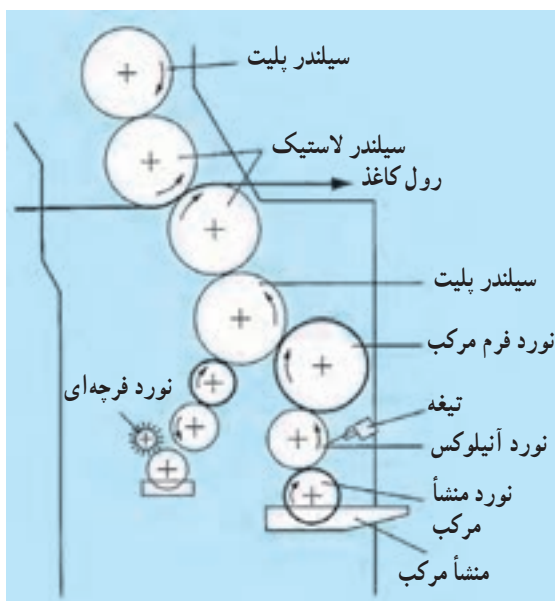 سیلندر پلیت
سیلندر لاستیک
رول کاغذ
سیلندر پلیت
نورد فرم مرکب
نورد فرچه‌ای
تیغه
نورد آنیلوکس
نورد منشأ
مرکب
منشأ مرکب